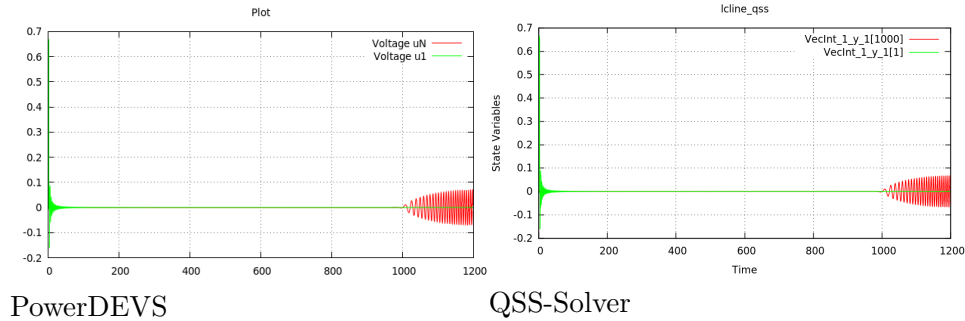 Plot
Voltage uN
Voltage u1
0.7
0.6
0.5
0.4
0.3
0.2
0.1
0
-0.1
-0.2
0 200 400 600 800 1000 1200
PowerDEVS
lcline_qss
VecInt_1_y_1[1000]
VecInt_1_y_1[1]
State Variables
0.7
0.6
0.5
0.4
0.3
0.2
0.1
0
-0.1
-0.2
0 200 400 600 800 1000 1200
Time
QSS-Solver